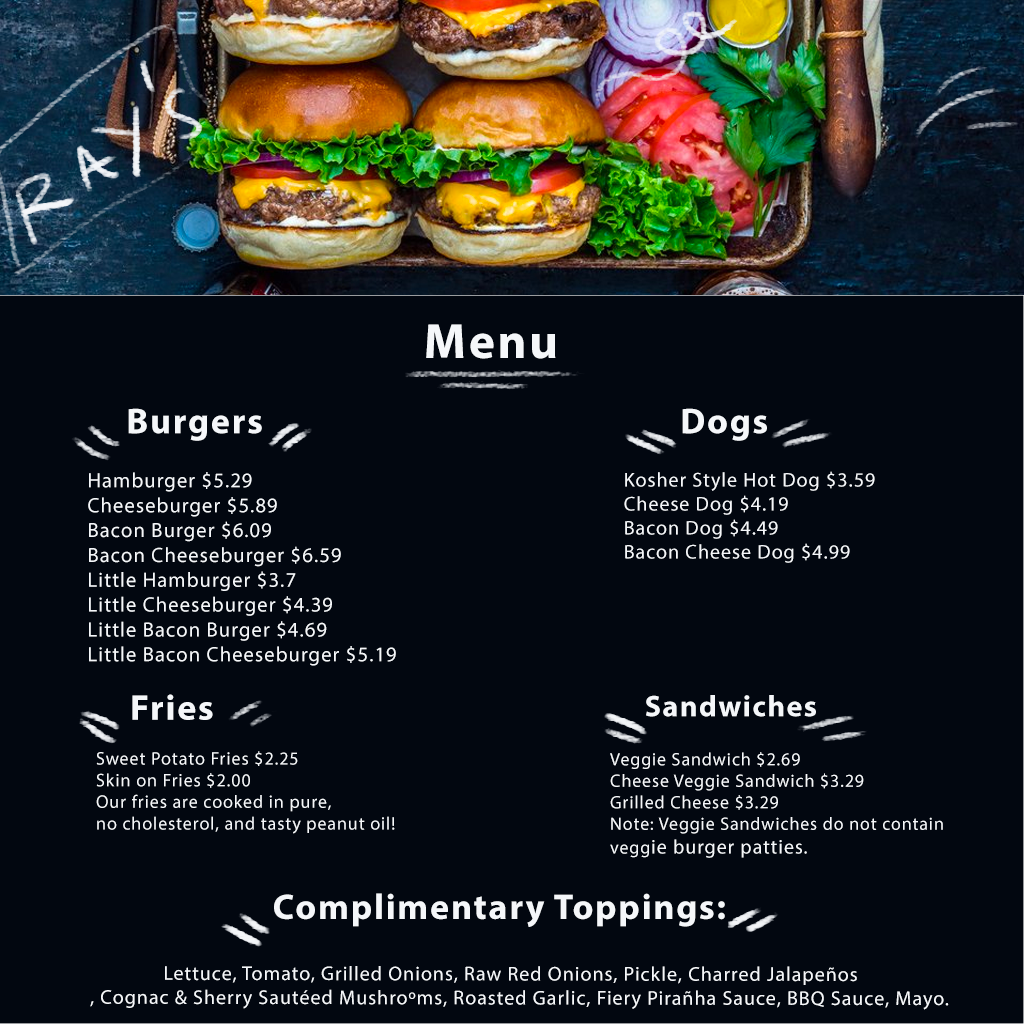 RAY'S
Menu
Burgers
Hamburger $5.29
Cheeseburger $5.89
Bacon Burger $6.09
Bacon Cheeseburger $6.59
Little Hamburger $3.7
Little Cheeseburger $4.39
Little Bacon Burger $4.69
Little Bacon Cheeseburger $5.19
Dogs
Kosher Style Hot Dog $3.59
Cheese Dog $4.19
Bacon Dog $4.49
Bacon Cheese Dog $4.99
Fries
Sweet Potato Fries $2.25
Skin on Fries $2.00
Our fries are cooked in pure,
no cholesterol, and tasty peanut oil!
Sandwiches
Veggie Sandwich $2.69
Cheese Veggie Sandwich $3.29
Grilled Cheese $3.29
Note: Veggie Sandwiches do not contain
veggie burger patties.
Complimentary Toppings:
Lettuce, Tomato, Grilled Onions, Raw Red Onions, Pickle, Charred Jalapeños
, Cognac & Sherry Sautéed Mushroºms, Roasted Garlic, Fiery Pirañha Sauce, BBQ Sauce, Mayo.